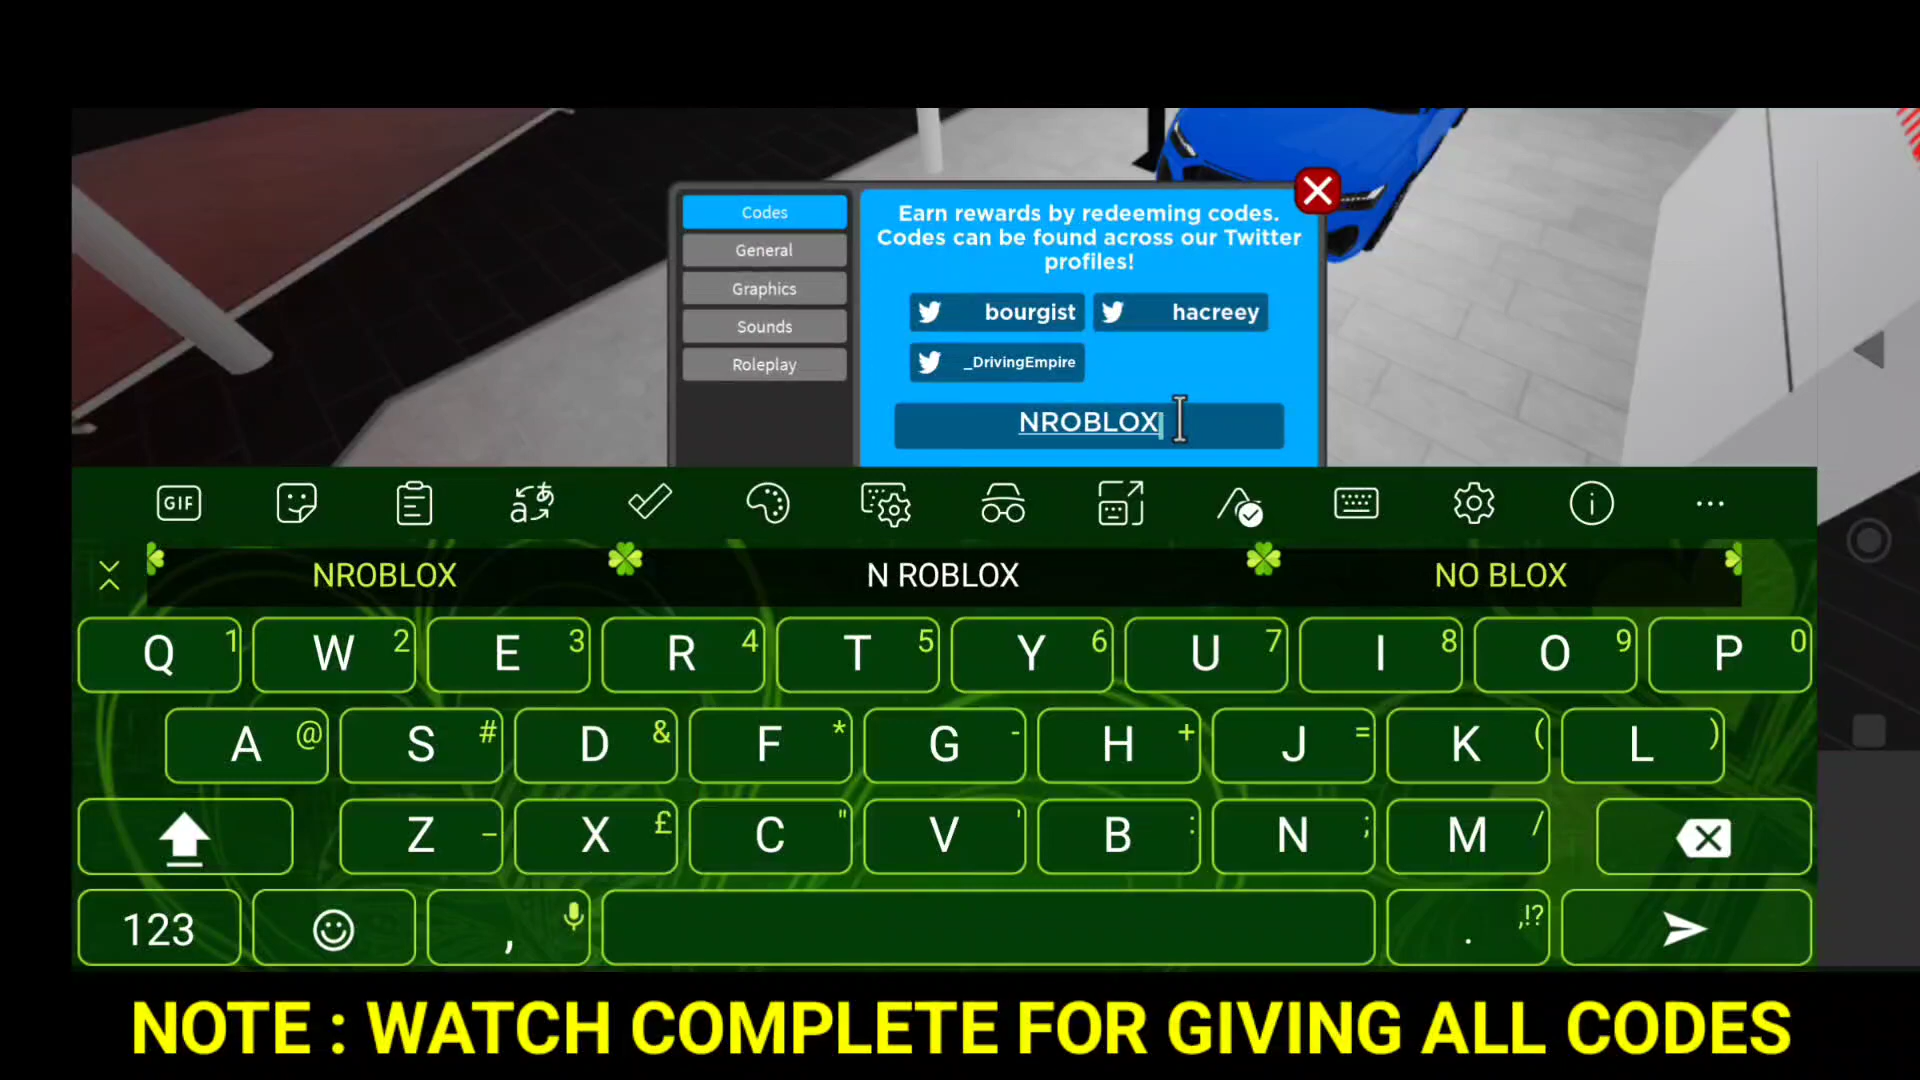 Codes
General
Graphics
Sounds
Roleplay
Earn rewards by redeeming codes.
Codes can be found across our Twitter
profiles!
bourgist
hacreey
_DrivingEmpire
NROBLOX
GIF
NROBLOX
N ROBLOX
NO BLOX
Q 1 W 2 E 3 R 4 T 5 Y 6 U 7 I 8 O 9 P 0
A @ S # D & F * G - H + J = K ( L )
Z _ X £ C " V ' B : N ; M /
123 , . ,!?
NOTE : WATCH COMPLETE FOR GIVING ALL CODES